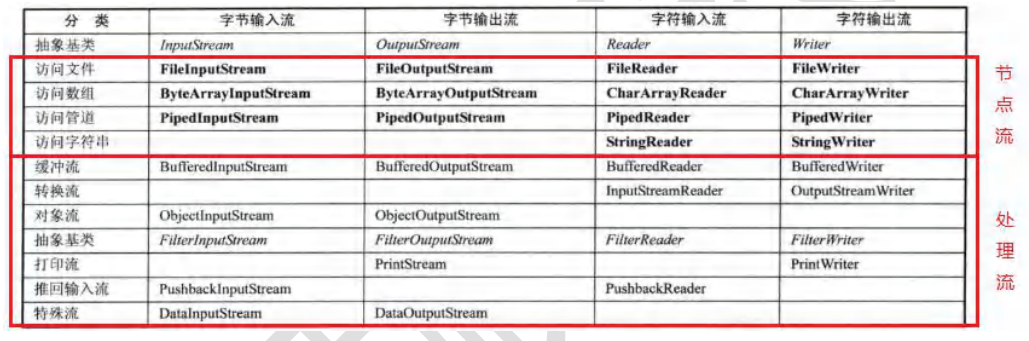 分 类 字节输入流 字节输出流 字符输入流 字符输出流
抽象基类 InputStream OutputStream Reader Writer
访问文件 FileInputStream FileOutputStream FileReader FileWriter
访问数组 ByteArrayInputStream ByteArrayOutputStream CharArrayReader CharArrayWriter
访问管道 PipedInputStream PipedOutputStream PipedReader PipedWriter
访问字符串 StringReader StringWriter
缓冲流 BufferedInputStream BufferedOutputStream BufferedReader BufferedWriter
转换流 InputStreamReader OutputStreamWriter
对象流 ObjectInputStream ObjectOutputStream
抽象基类 FilterInputStream FilterOutputStream FilterReader FilterWriter
打印流 PrintStream PrintWriter
推回输入流 PushbackInputStream PushbackReader
特殊流 DataInputStream DataOutputStream
节点流
处理流